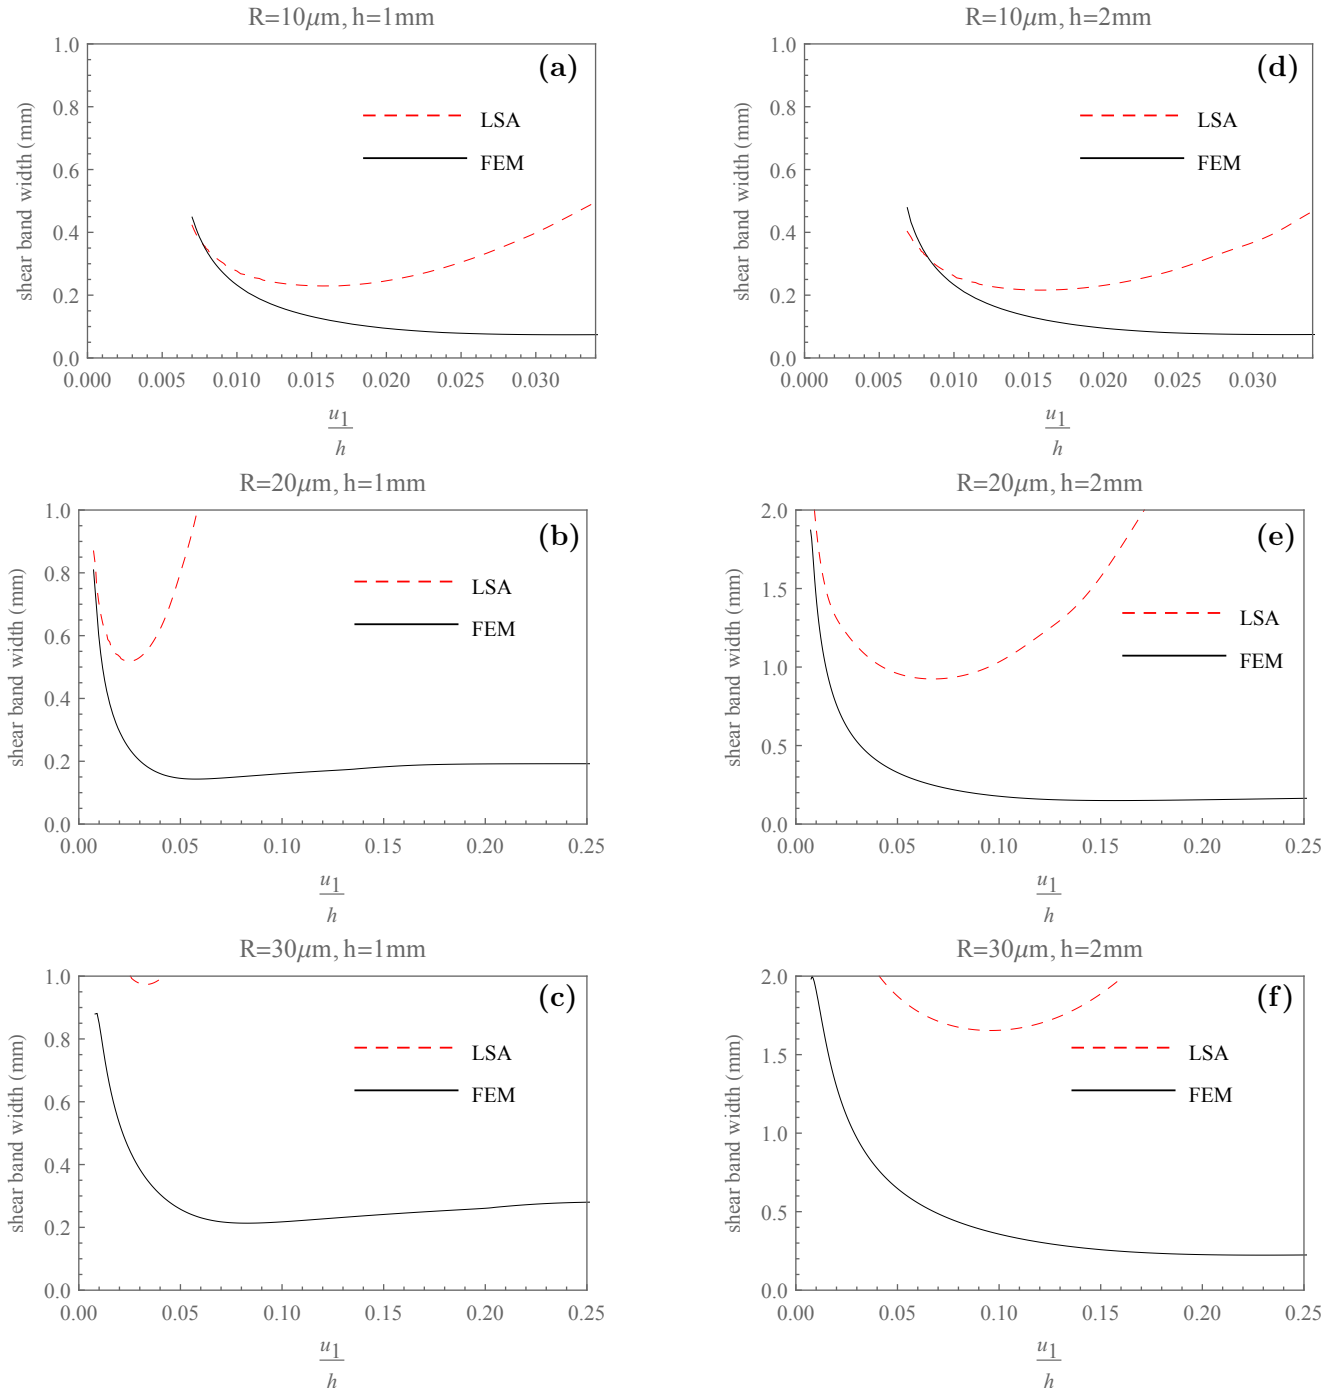 R=10μm, h=1mm
(a)
shear band width (mm)
1.0
0.8
0.6
0.4
0.2
0.0
LSA
FEM
0.000 0.005 0.010 0.015 0.020 0.025 0.030
u1
h
R=10μm, h=2mm
(d)
shear band width (mm)
1.0
0.8
0.6
0.4
0.2
0.0
LSA
FEM
0.000 0.005 0.010 0.015 0.020 0.025 0.030
u1
h
R=20μm, h=1mm
(b)
shear band width (mm)
1.0
0.8
0.6
0.4
0.2
0.0
LSA
FEM
0.00 0.05 0.10 0.15 0.20 0.25
u1
h
R=20μm, h=2mm
(e)
shear band width (mm)
2.0
1.5
1.0
0.5
0.0
LSA
FEM
0.00 0.05 0.10 0.15 0.20 0.25
u1
h
R=30μm, h=1mm
(c)
shear band width (mm)
1.0
0.8
0.6
0.4
0.2
0.0
LSA
FEM
0.00 0.05 0.10 0.15 0.20 0.25
u1
h
R=30μm, h=2mm
(f)
shear band width (mm)
2.0
1.5
1.0
0.5
0.0
LSA
FEM
0.00 0.05 0.10 0.15 0.20 0.25
u1
h